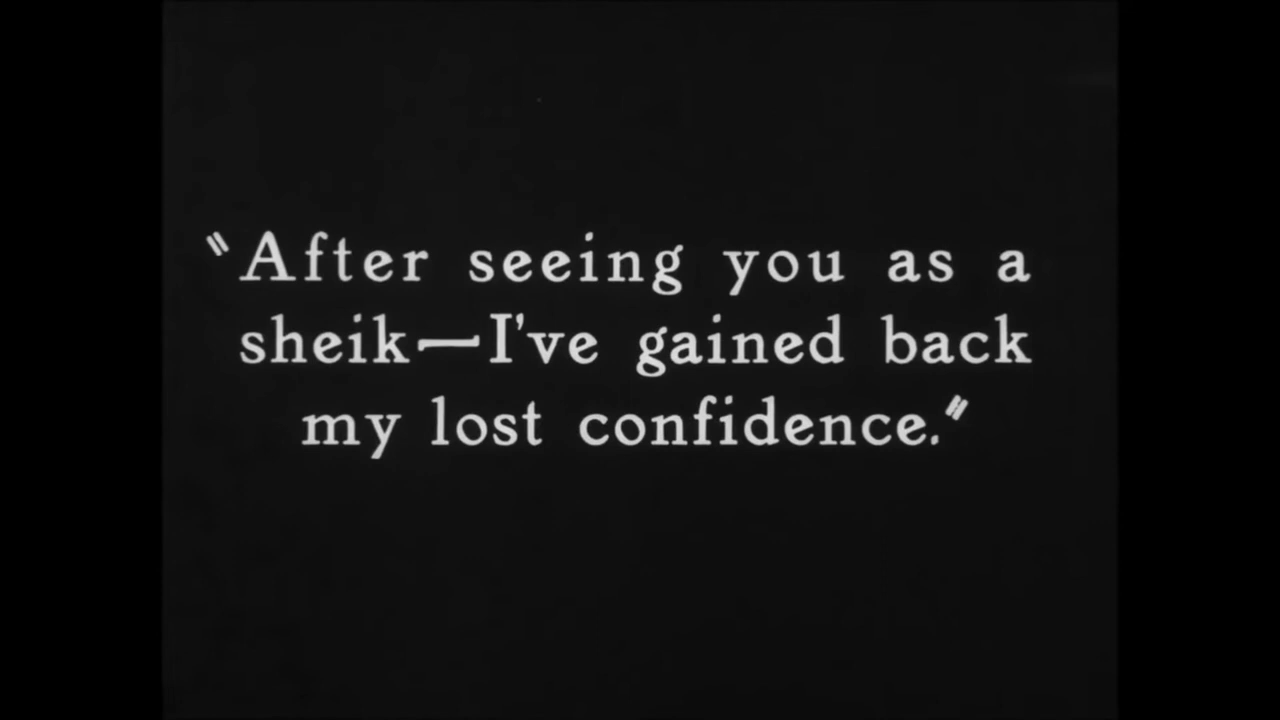 "After seeing you as a
sheik—I've gained back
my lost confidence."